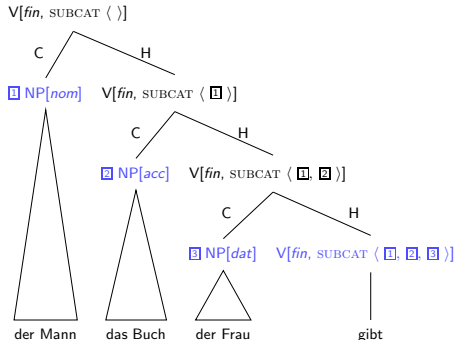 V[fin, SUBCAT ⟨ ⟩]
C H
1 NP[nom] V[fin, SUBCAT ⟨ 1 ⟩]
C H
2 NP[acc] V[fin, SUBCAT ⟨ 1, 2 ⟩]
C H
3 NP[dat] V[fin, SUBCAT ⟨ 1, 2, 3 ⟩]
der Mann das Buch der Frau gibt